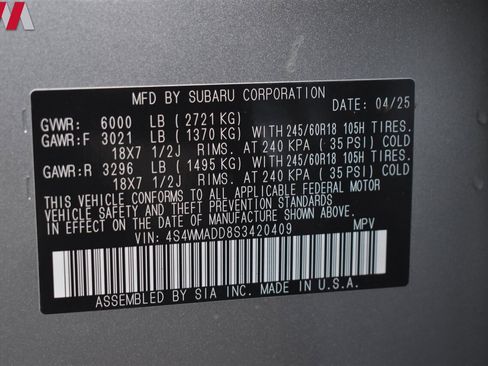 MFD BY SUBARU CORPORATION
DATE: 04/25
GVWR: 6000 LB (2721 KG)
GAWR:F 3021 LB (1370 KG) WITH 245/60R18 105H TIRES.
18X7 1/2J RIMS. AT 240 KPA (35 PSI) COLD
GAWR:R 3296 LB (1495 KG) WITH 245/60R18 105H TIRES.
18X7 1/2J RIMS. AT 240 KPA (35 PSI) COLD
THIS VEHICLE CONFORMS TO ALL APPLICABLE FEDERAL MOTOR
VEHICLE SAFETY AND THEFT PREVENTION STANDARDS
IN EFFECT ON THE DATE OF MANUFACTURE SHOWN ABOVE.
VIN: 4S4WMADD8S3420409 MPV
ASSEMBLED BY SIA INC. MADE IN U.S.A.